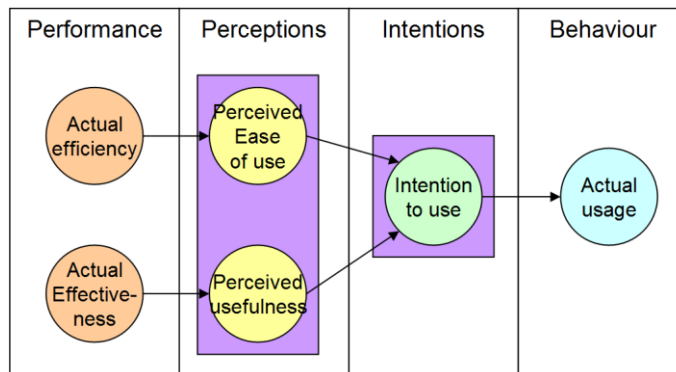 Performance
Perceptions
Intentions
Behaviour
Actual
efficiency
Perceived
Ease
of use
Intention
to use
Actual
usage
Actual
Effective-
ness
Perceived
usefulness